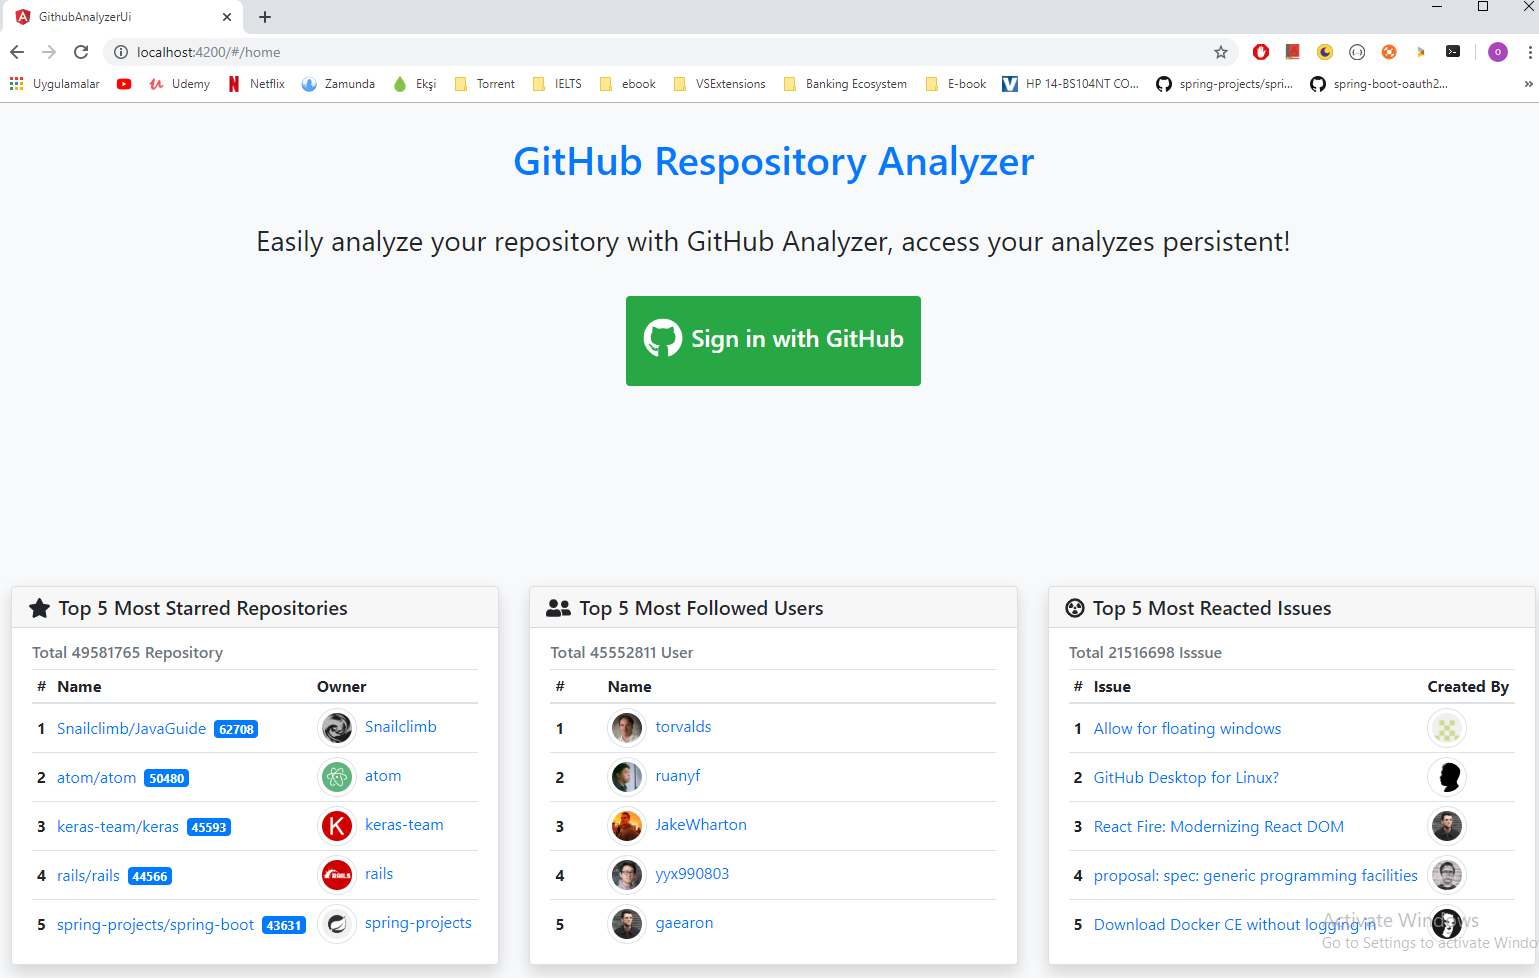 GithubAnalyzerUi
localhost:4200/#/home
Uygulamalar Udemy Netflix Zamunda Ekşi Torrent IELTS ebook VSExtensions Banking Ecosystem E-book HP 14-BS104NT CO... spring-projects/spri... spring-boot-oauth2...
GitHub Respository Analyzer
Easily analyze your repository with GitHub Analyzer, access your analyzes persistent!
Sign in with GitHub
Top 5 Most Starred Repositories
Total 49581765 Repository
# Name Owner
1 Snailclimb/JavaGuide 62708 Snailclimb
2 atom/atom 50480 atom
3 keras-team/keras 45593 K keras-team
4 rails/rails 44566 RAILS rails
5 spring-projects/spring-boot 43631 spring-projects
Top 5 Most Followed Users
Total 45552811 User
# Name
1 torvalds
2 ruanyf
3 JakeWharton
4 yyx990803
5 gaearon
Top 5 Most Reacted Issues
Total 21516698 Isssue
# Issue Created By
1 Allow for floating windows
2 GitHub Desktop for Linux?
3 React Fire: Modernizing React DOM
4 proposal: spec: generic programming facilities
5 Download Docker CE without logging in
Activate Windows
Go to Settings to activate Windo